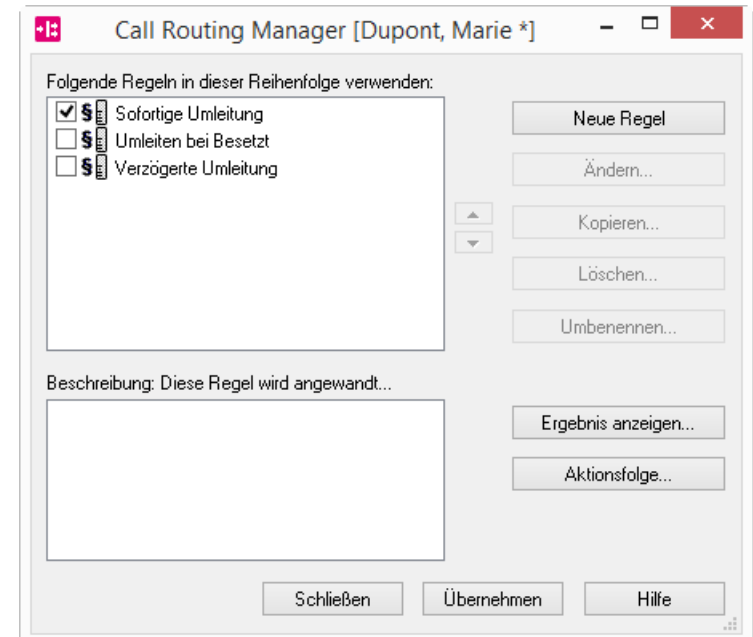 Call Routing Manager [Dupont, Marie *]
Folgende Regeln in dieser Reihenfolge verwenden:
§ Sofortige Umleitung
§ Umleiten bei Besetzt
§ Verzögerte Umleitung
Neue Regel
Ändern...
Kopieren...
Löschen...
Umbenennen...
Beschreibung: Diese Regel wird angewandt...
Ergebnis anzeigen...
Aktionsfolge...
Schließen
Übernehmen
Hilfe